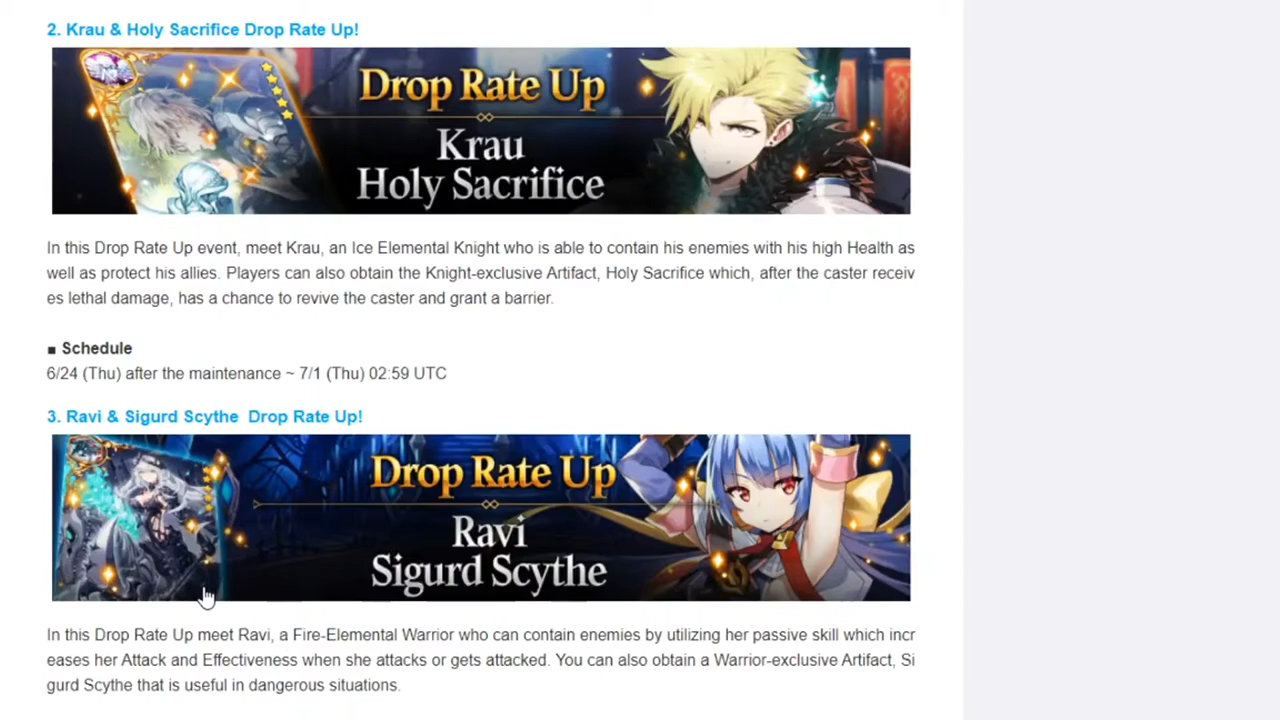 2. Krau & Holy Sacrifice Drop Rate Up!
Drop Rate Up
Krau
Holy Sacrifice
In this Drop Rate Up event, meet Krau, an Ice Elemental Knight who is able to contain his enemies with his high Health as
well as protect his allies. Players can also obtain the Knight-exclusive Artifact, Holy Sacrifice which, after the caster receiv
es lethal damage, has a chance to revive the caster and grant a barrier.
■ Schedule
6/24 (Thu) after the maintenance ~ 7/1 (Thu) 02:59 UTC
3. Ravi & Sigurd Scythe Drop Rate Up!
Drop Rate Up
Ravi
Sigurd Scythe
In this Drop Rate Up meet Ravi, a Fire-Elemental Warrior who can contain enemies by utilizing her passive skill which incr
eases her Attack and Effectiveness when she attacks or gets attacked. You can also obtain a Warrior-exclusive Artifact, Si
gurd Scythe that is useful in dangerous situations.